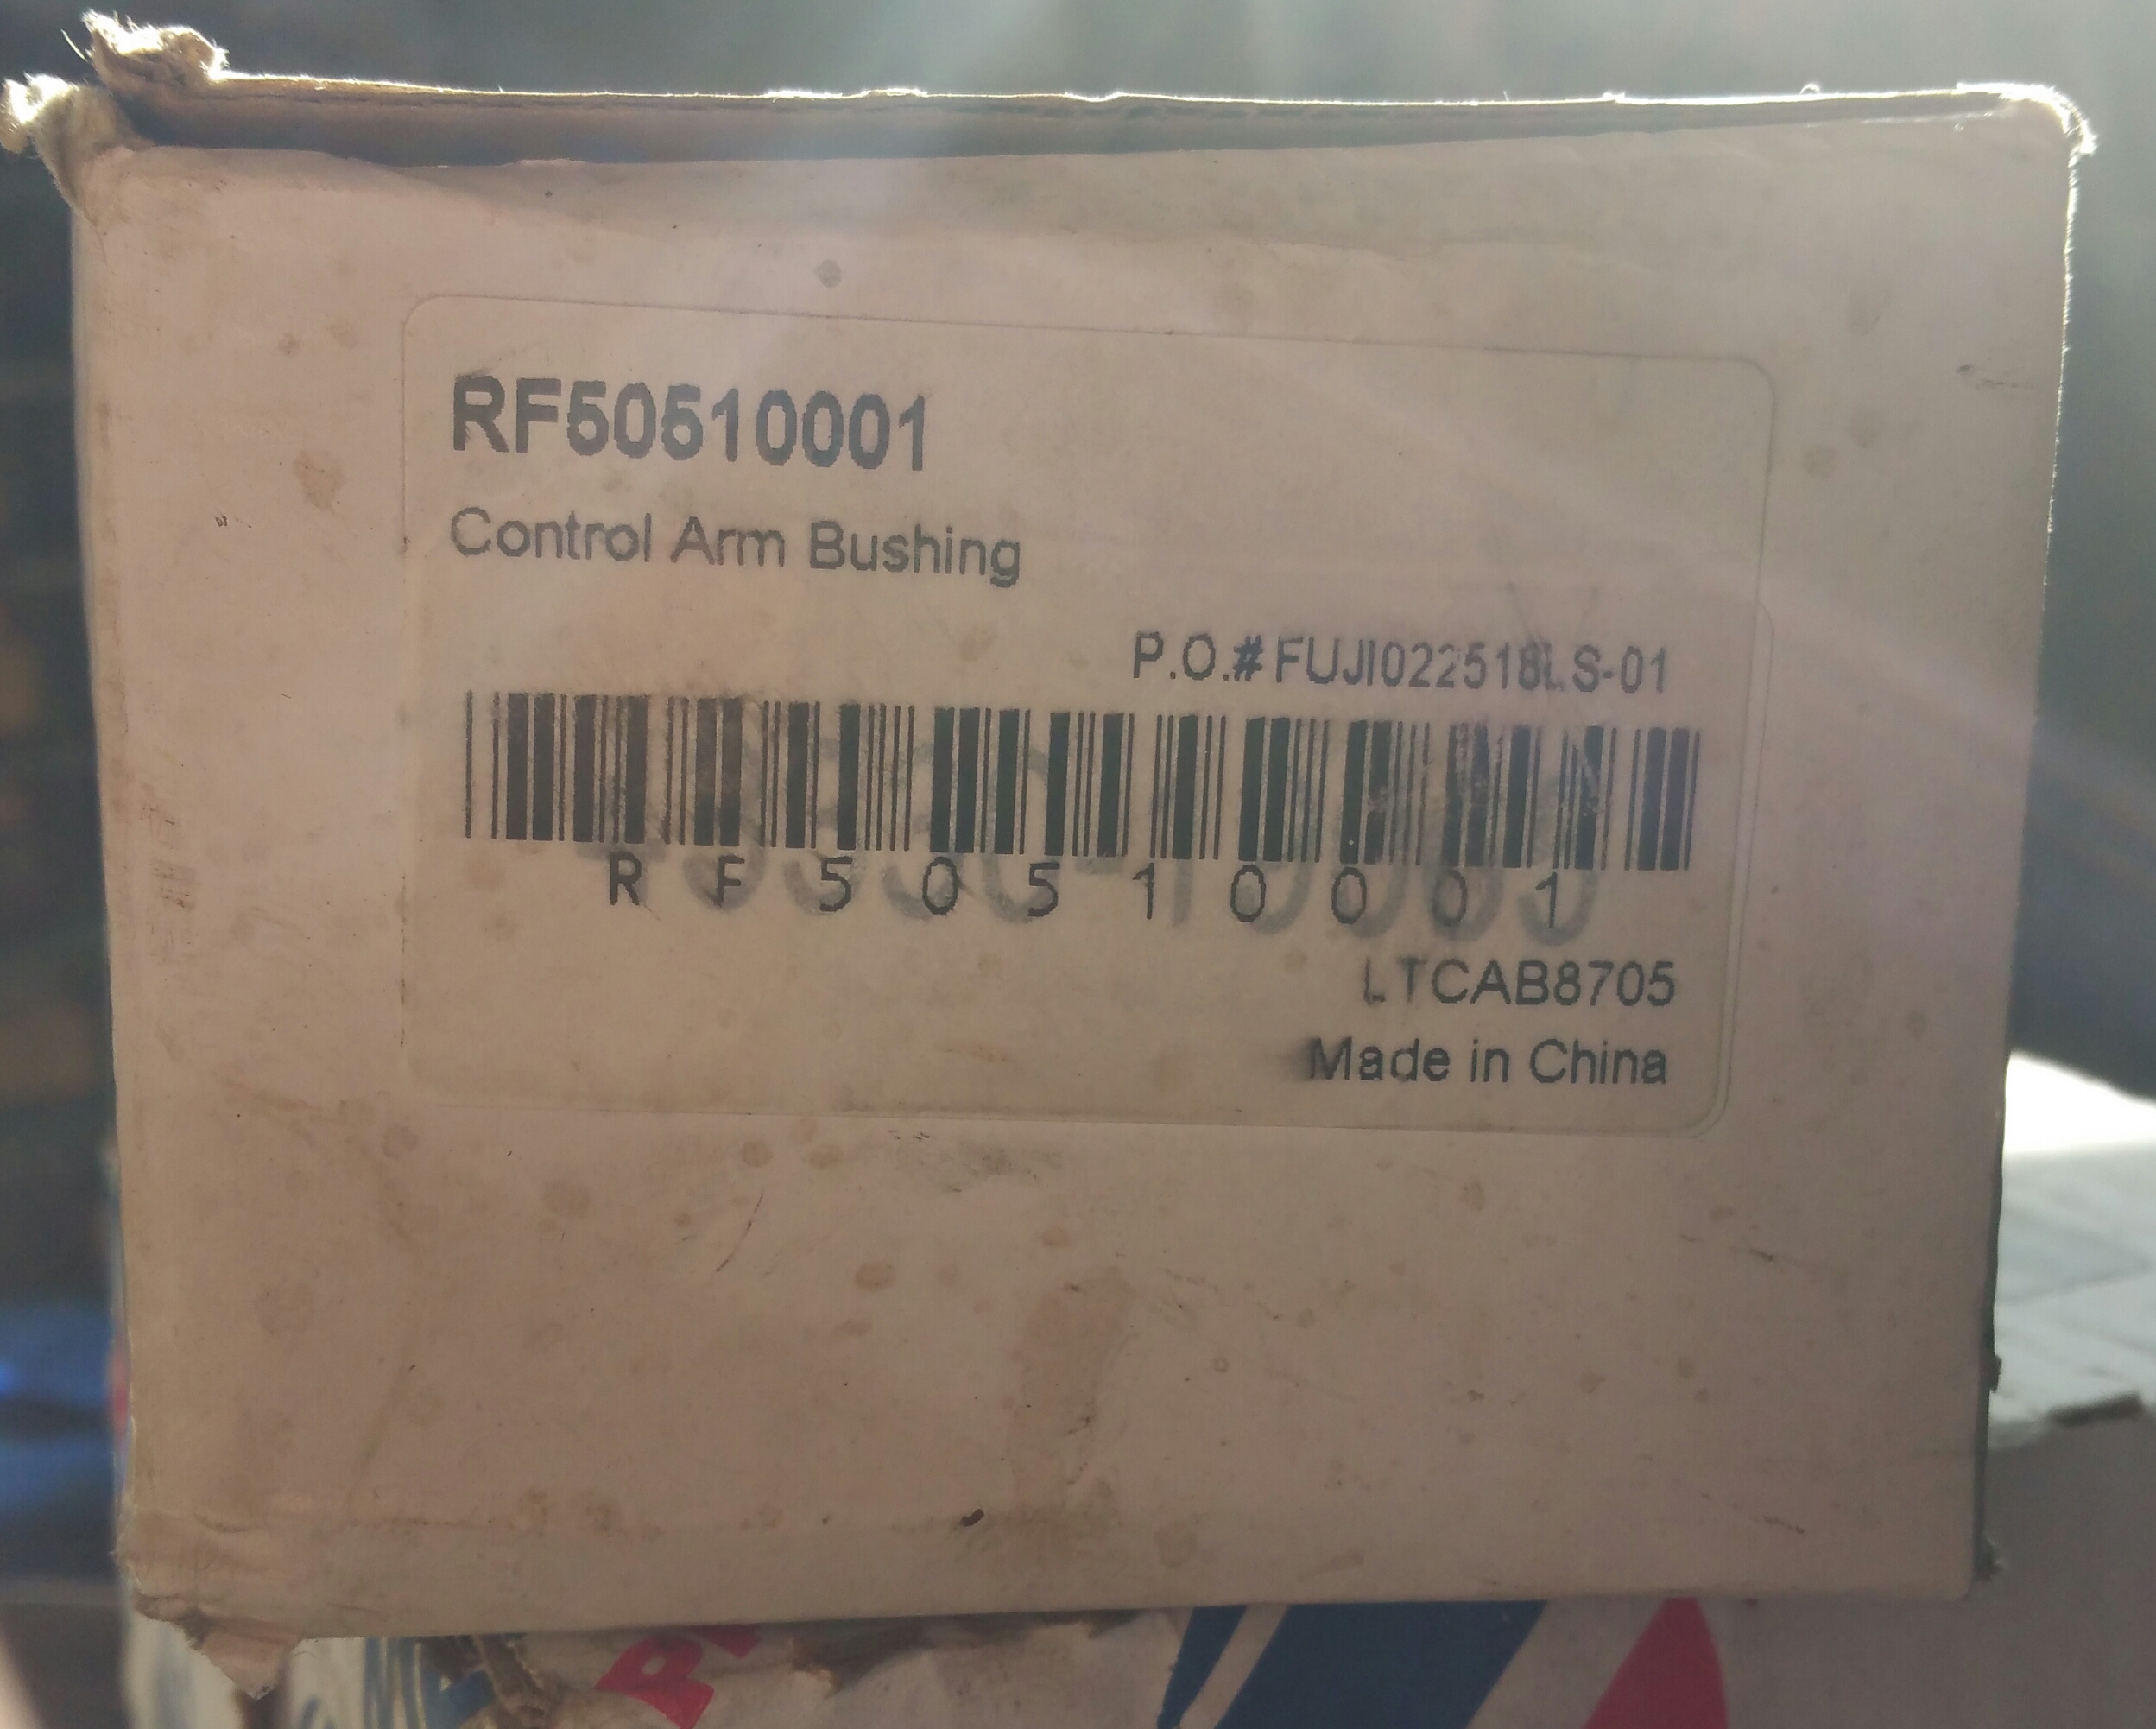 RF50510001
Control Arm Bushing
P.O.#FUJI022518LS-01
R F 5 0 5 1 0 0 0 1
LTCAB8705
Made in China